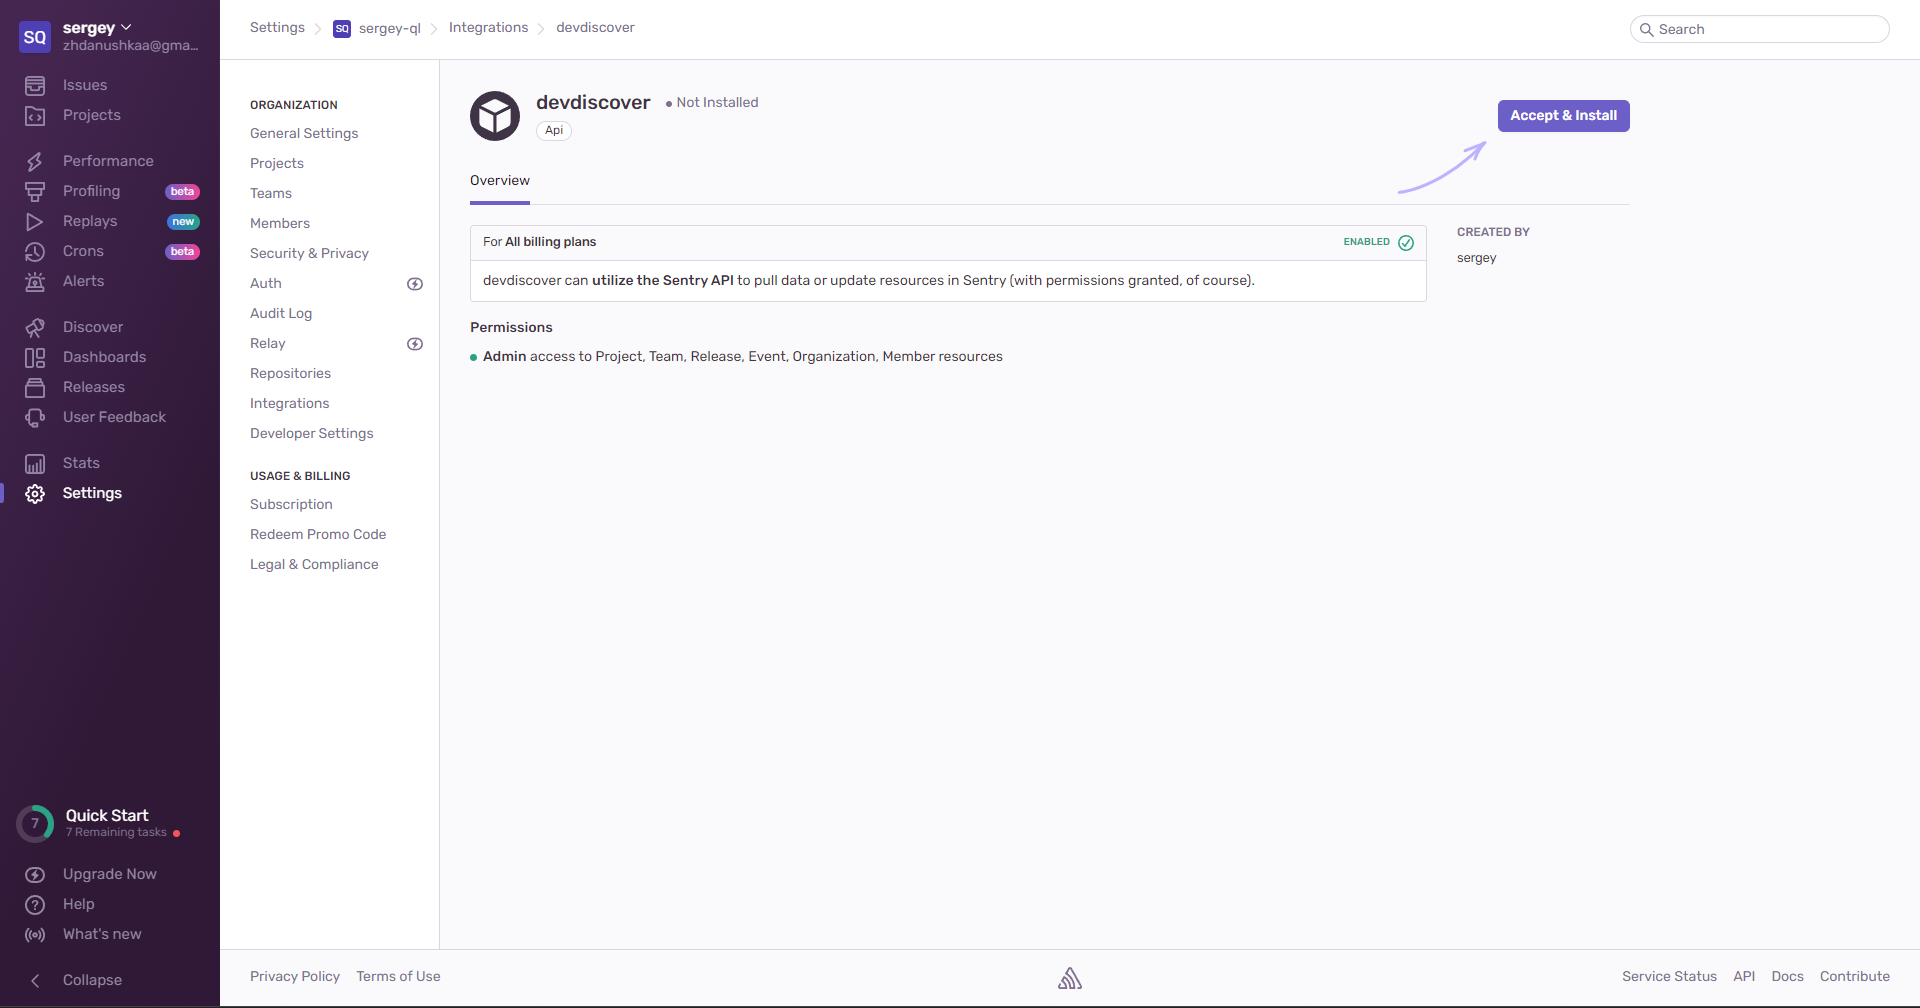 SQ
sergey
zhdanushkaa@gma...
Issues
Projects
Performance
Profiling beta
Replays new
Crons beta
Alerts
Discover
Dashboards
Releases
User Feedback
Stats
Settings
7
Quick Start
7 Remaining tasks
Upgrade Now
Help
What's new
Collapse
Settings SQ sergey-ql Integrations devdiscover
Search
ORGANIZATION
General Settings
Projects
Teams
Members
Security & Privacy
Auth
Audit Log
Relay
Repositories
Integrations
Developer Settings
USAGE & BILLING
Subscription
Redeem Promo Code
Legal & Compliance
devdiscover Not Installed
Api
Accept & Install
Overview
For All billing plans ENABLED
devdiscover can utilize the Sentry API to pull data or update resources in Sentry (with permissions granted, of course).
CREATED BY
sergey
Permissions
Admin access to Project, Team, Release, Event, Organization, Member resources
Privacy Policy Terms of Use
Service Status API Docs Contribute